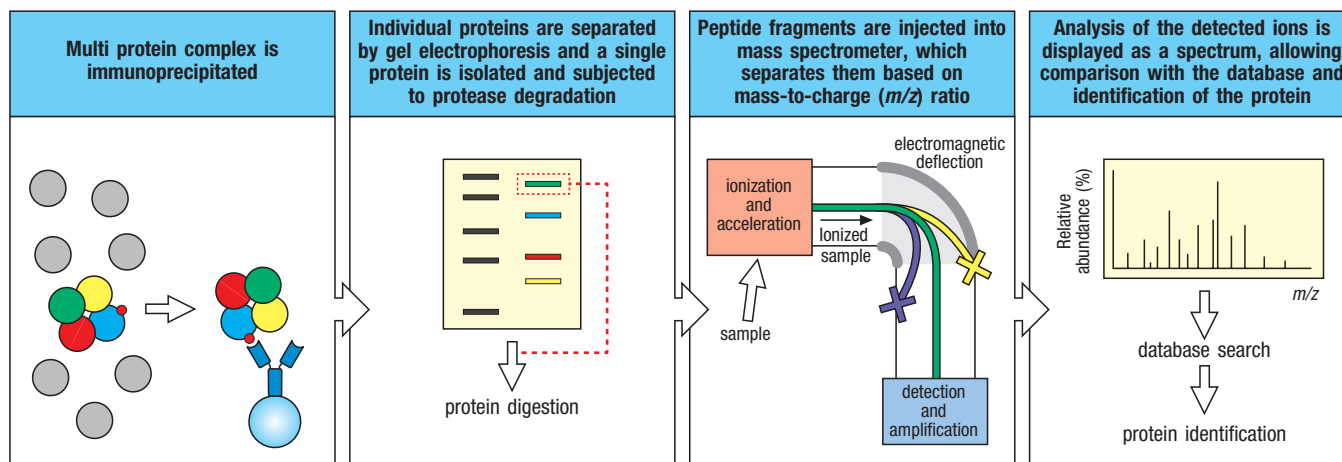 Multi protein complex is
immunoprecipitated
Individual proteins are separated
by gel electrophoresis and a single
protein is isolated and subjected
to protease degradation
protein digestion
Peptide fragments are injected into
mass spectrometer, which
separates them based on
mass-to-charge (m/z) ratio
electromagnetic
deflection
ionization
and
acceleration
Ionized
sample
sample
detection
and
amplification
Analysis of the detected ions is
displayed as a spectrum, allowing
comparison with the database and
identification of the protein
Relative
abundance (%)
m/z
database search
protein identification